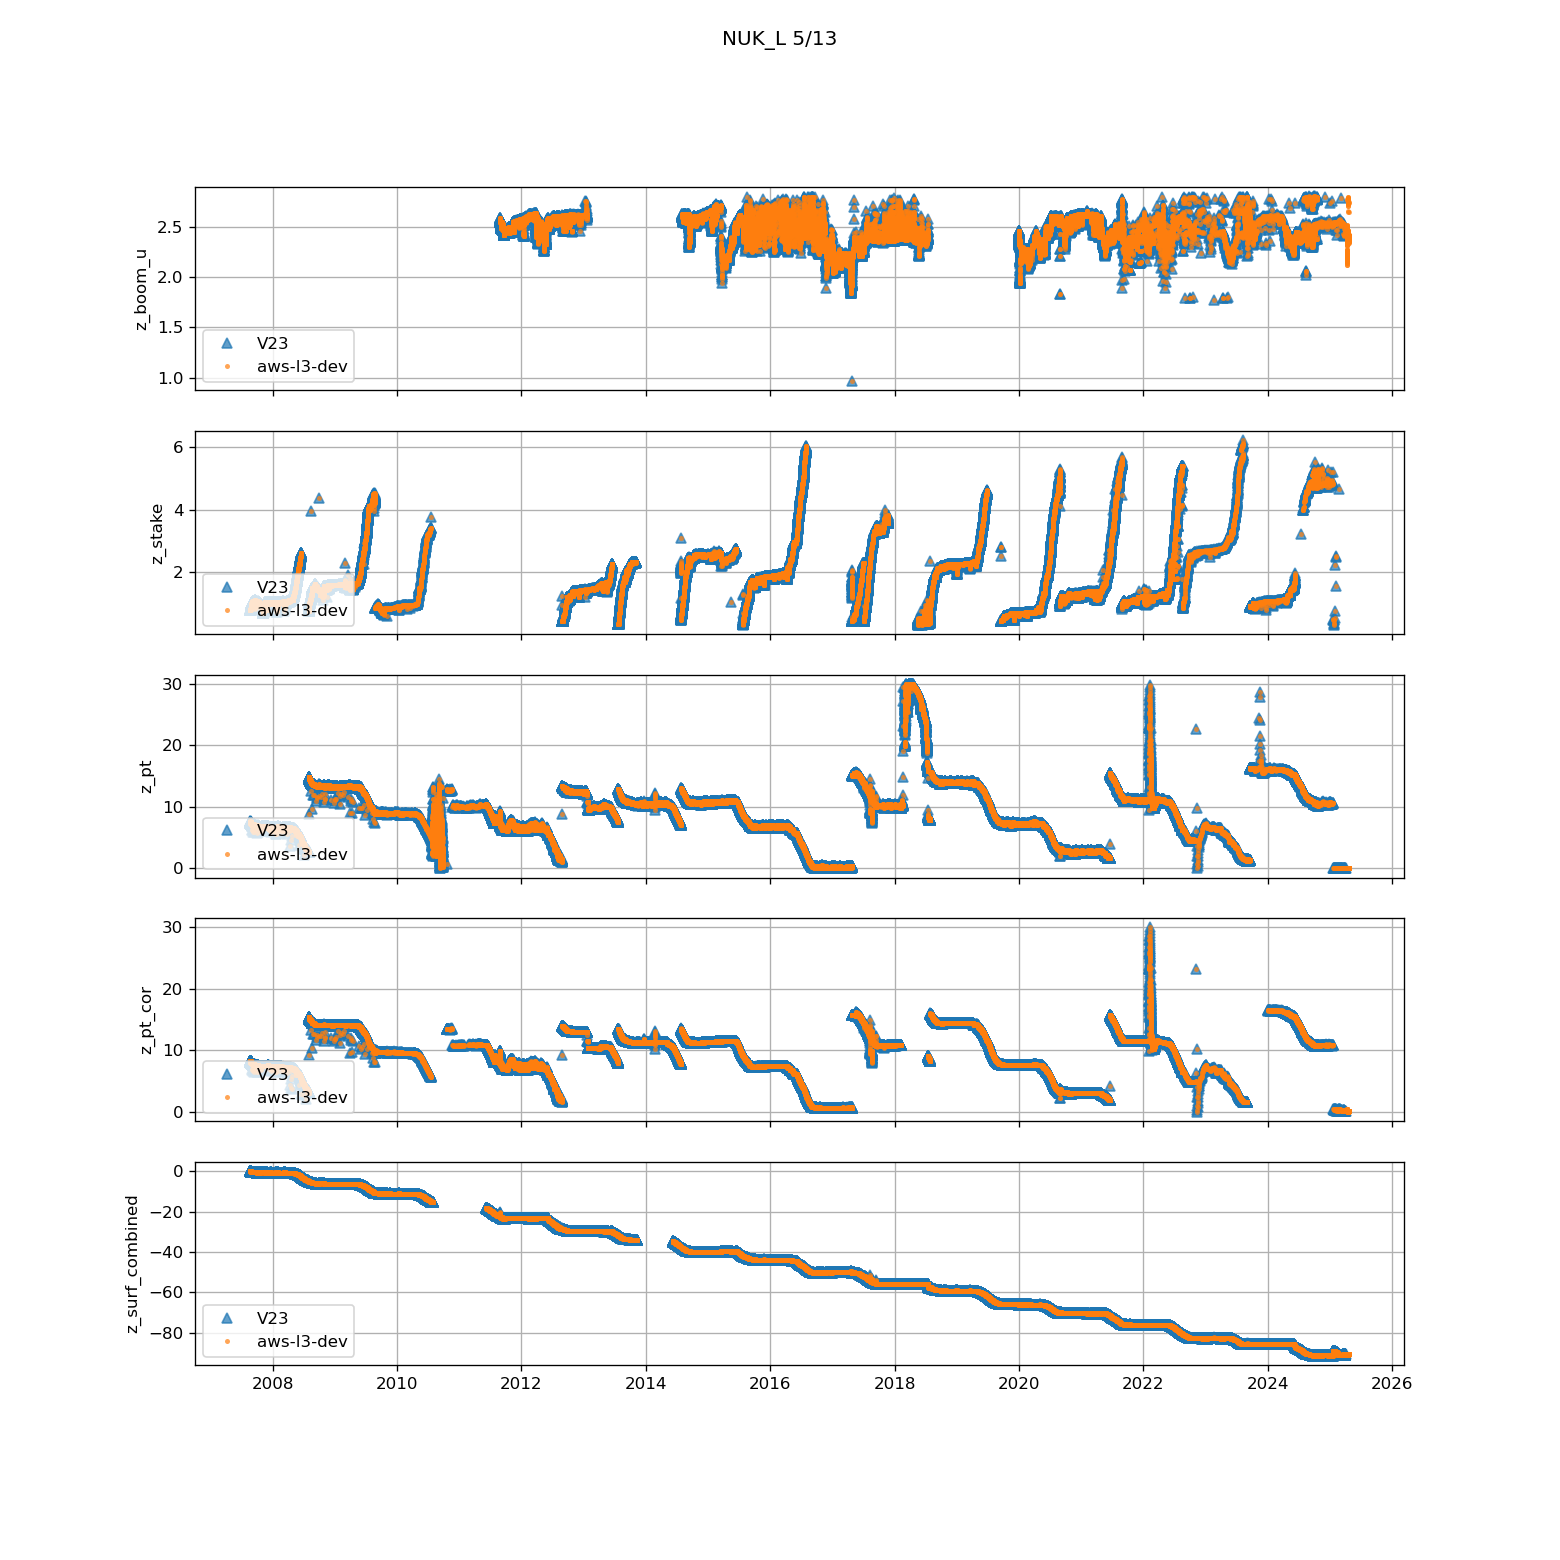 NUK_L 5/13
z_boom_u
2.5
2.0
1.5
1.0
V23
aws-l3-dev
z_stake
6
4
2
V23
aws-l3-dev
z_pt
30
20
10
0
V23
aws-l3-dev
z_pt_cor
30
20
10
0
V23
aws-l3-dev
z_surf_combined
0
−20
−40
−60
−80
V23
aws-l3-dev
2008 2010 2012 2014 2016 2018 2020 2022 2024 2026